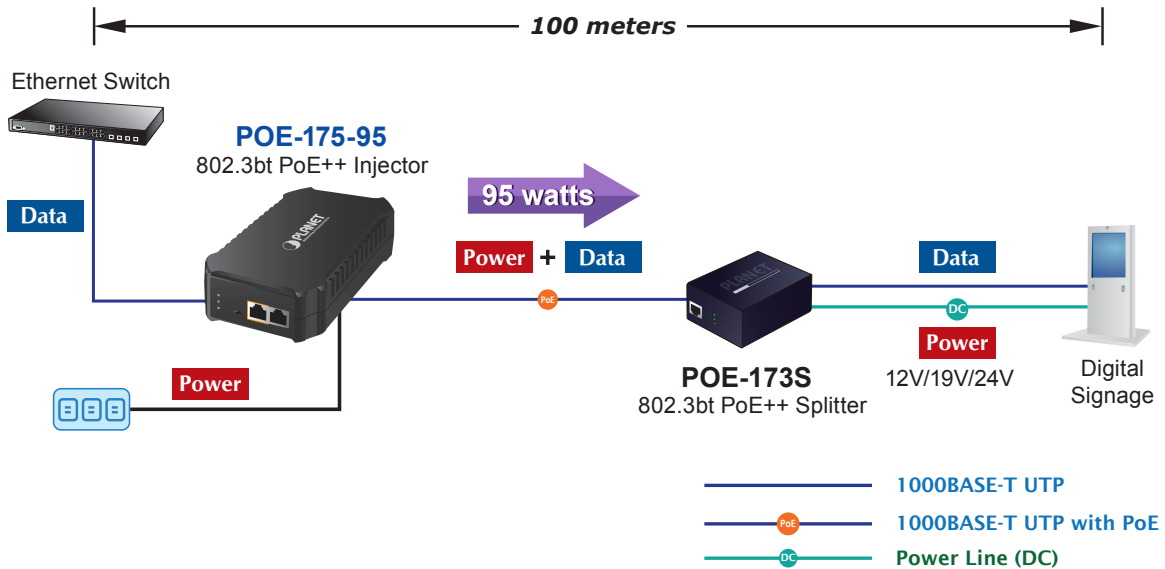 100 meters
Ethernet Switch
POE-175-95
802.3bt PoE++ Injector
95 watts
Data
Power + Data
Data
PLANET
PLANET
PoE
DC
Power
Power
12V/19V/24V
POE-173S
802.3bt PoE++ Splitter
Digital
Signage
1000BASE-T UTP
PoE
1000BASE-T UTP with PoE
DC
Power Line (DC)